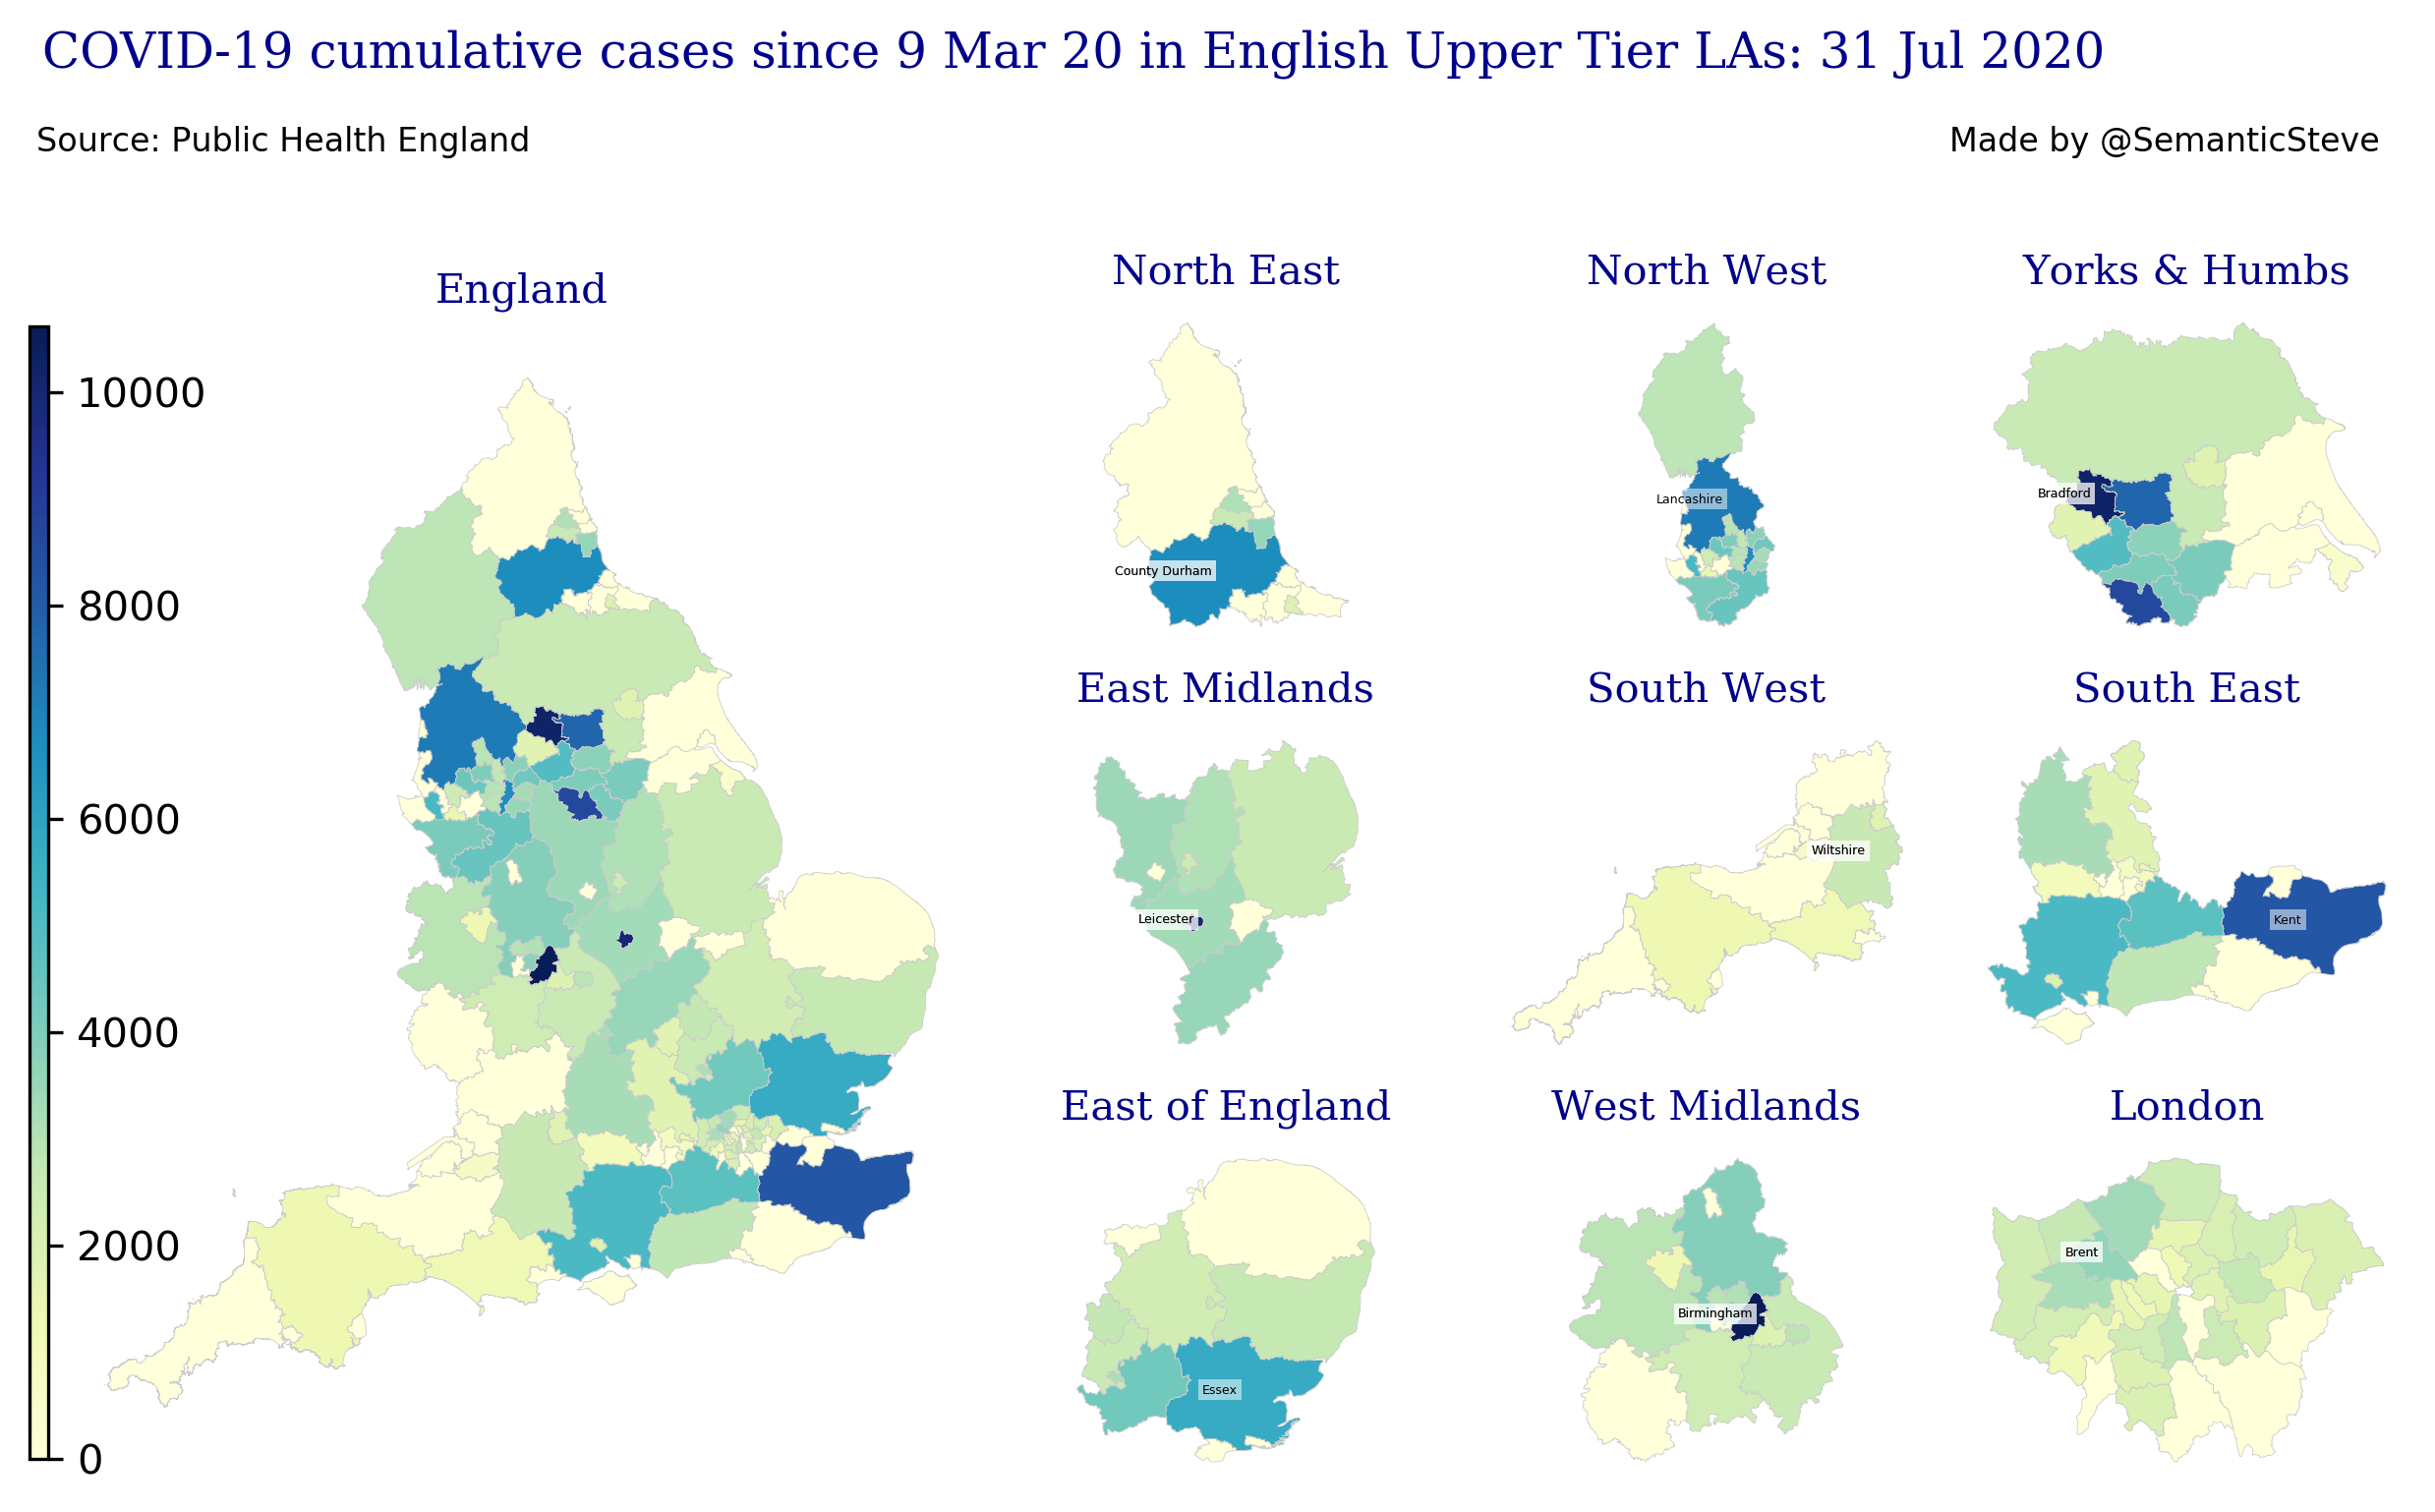 COVID-19 cumulative cases since 9 Mar 20 in English Upper Tier LAs: 31 Jul 2020
Source: Public Health England
Made by @SemanticSteve
England
10000
8000
6000
4000
2000
0
North East
County Durham
North West
Lancashire
Yorks & Humbs
Bradford
East Midlands
Leicester
South West
Wiltshire
South East
Kent
East of England
Essex
West Midlands
Birmingham
London
Brent